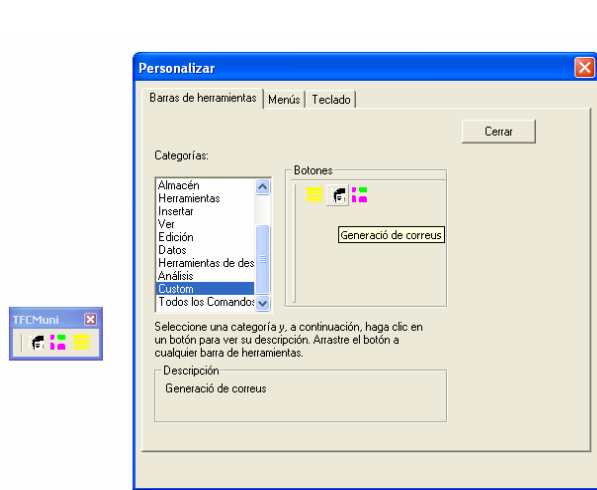 Personalizar
Barras de herramientas
Menús
Teclado
Cerrar
Categorías:
Almacén
Herramientas
Insertar
Ver
Edición
Datos
Herramientas de des
Análisis
Custom
Todos los Comandos
Botones
Generació de correus
Seleccione una categoría y, a continuación, haga clic en
un botón para ver su descripción. Arrastre el botón a
cualquier barra de herramientas.
Descripción
Generació de correus
TFCMuni